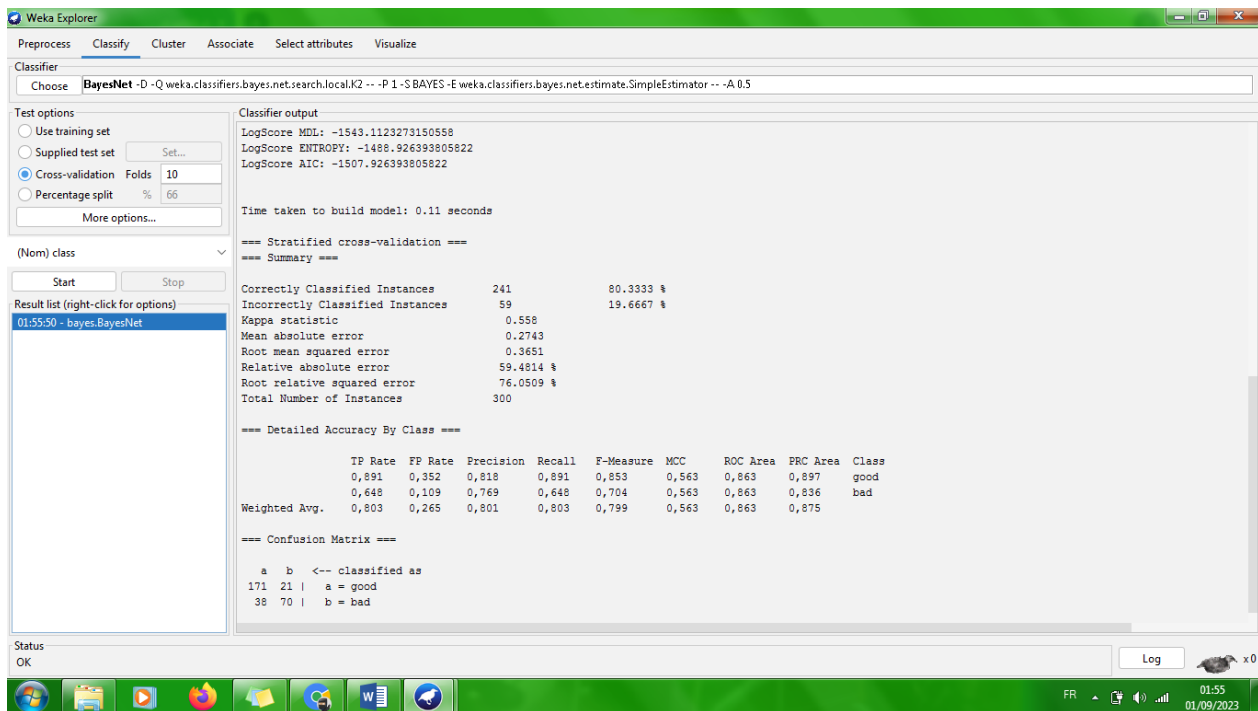 Weka Explorer
Preprocess Classify Cluster Associate Select attributes Visualize
Classifier
Choose BayesNet -D -Q weka.classifiers.bayes.net.search.local.K2 -- -P 1 -S BAYES -E weka.classifiers.bayes.net.estimate.SimpleEstimator -- -A 0.5
Test options
Use training set
Supplied test set Set...
Cross-validation Folds 10
Percentage split % 66
More options...
(Nom) class
Start Stop
Result list (right-click for options)
01:55:50 - bayes.BayesNet
Classifier output
LogScore MDL: -1543.1123273150558
LogScore ENTROPY: -1488.926393805822
LogScore AIC: -1507.926393805822
Time taken to build model: 0.11 seconds
=== Stratified cross-validation ===
=== Summary ===
Correctly Classified Instances 241 80.3333 %
Incorrectly Classified Instances 59 19.6667 %
Kappa statistic 0.558
Mean absolute error 0.2743
Root mean squared error 0.3651
Relative absolute error 59.4814 %
Root relative squared error 76.0509 %
Total Number of Instances 300
=== Detailed Accuracy By Class ===
TP Rate FP Rate Precision Recall F-Measure MCC ROC Area PRC Area Class
0,891 0,352 0,818 0,891 0,853 0,563 0,863 0,897 good
0,648 0,109 0,769 0,648 0,704 0,563 0,863 0,836 bad
Weighted Avg. 0,803 0,265 0,801 0,803 0,799 0,563 0,863 0,875
=== Confusion Matrix ===
a b <-- classified as
171 21 | a = good
38 70 | b = bad
Status
OK
Log x 0
FR 01:55
01/09/2023